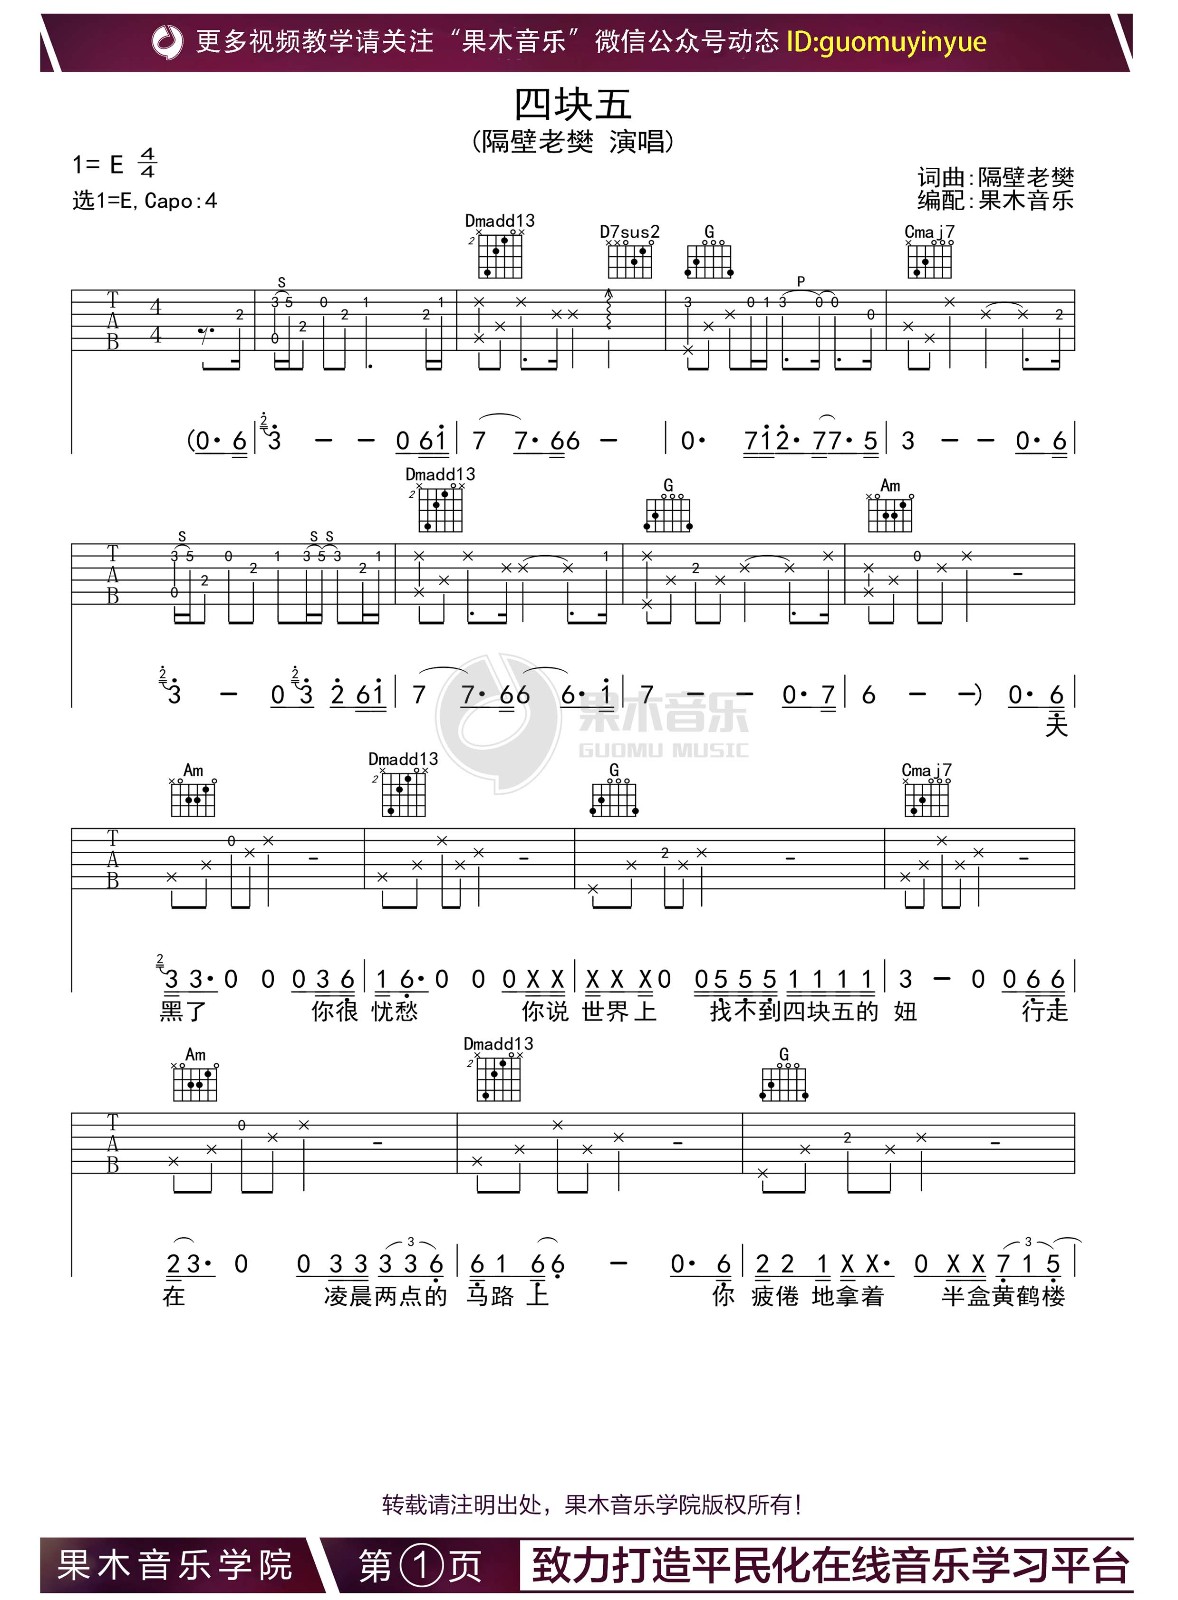 更多视频教学请关注“果木音乐”微信公众号动态 ID:guomuyinyue
四块五
(隔壁老樊 演唱)
1= E 4/4
选1=E,Capo:4
词曲:隔壁老樊
编配:果木音乐
Dmadd13 D7sus2 G Cmaj7
S P
T A B 4 4
(0· 6 | 2 3 - - 0 6 1 | 7 7· 6 6 - | 0· 7 1 2· 7 7· 5 | 3 - - 0· 6 |
Dmadd13 G Am
S S S
T A B
2 3 - 0 2 3 2 6 1 | 7 7· 6 6 6· 1 | 7 - - 0· 7 | 6 - -) 0· 6 |
天
果木音乐
GUOMU MUSIC
Am Dmadd13 G Cmaj7
T A B
2 3 3· 0 0 0 3 6 | 1 6· 0 0 0 X X | X X X 0 0 5 5 5 1 1 1 1 | 3 - 0 0 6 6 |
黑了 你很 忧愁 你说 世界上 找不到四块五的 妞 行走
Am Dmadd13 G
T A B
2 3· 0 0 3 3 3 3 6 | 6 1 6 6 - 0· 6 | 2 2 1 X X· 0 X X 7 1 5 |
在 凌晨两点的 马路 上 你 疲倦 地拿着 半盒黄鹤楼
转载请注明出处，果木音乐学院版权所有！
果木音乐学院 第①页 致力打造平民化在线音乐学习平台